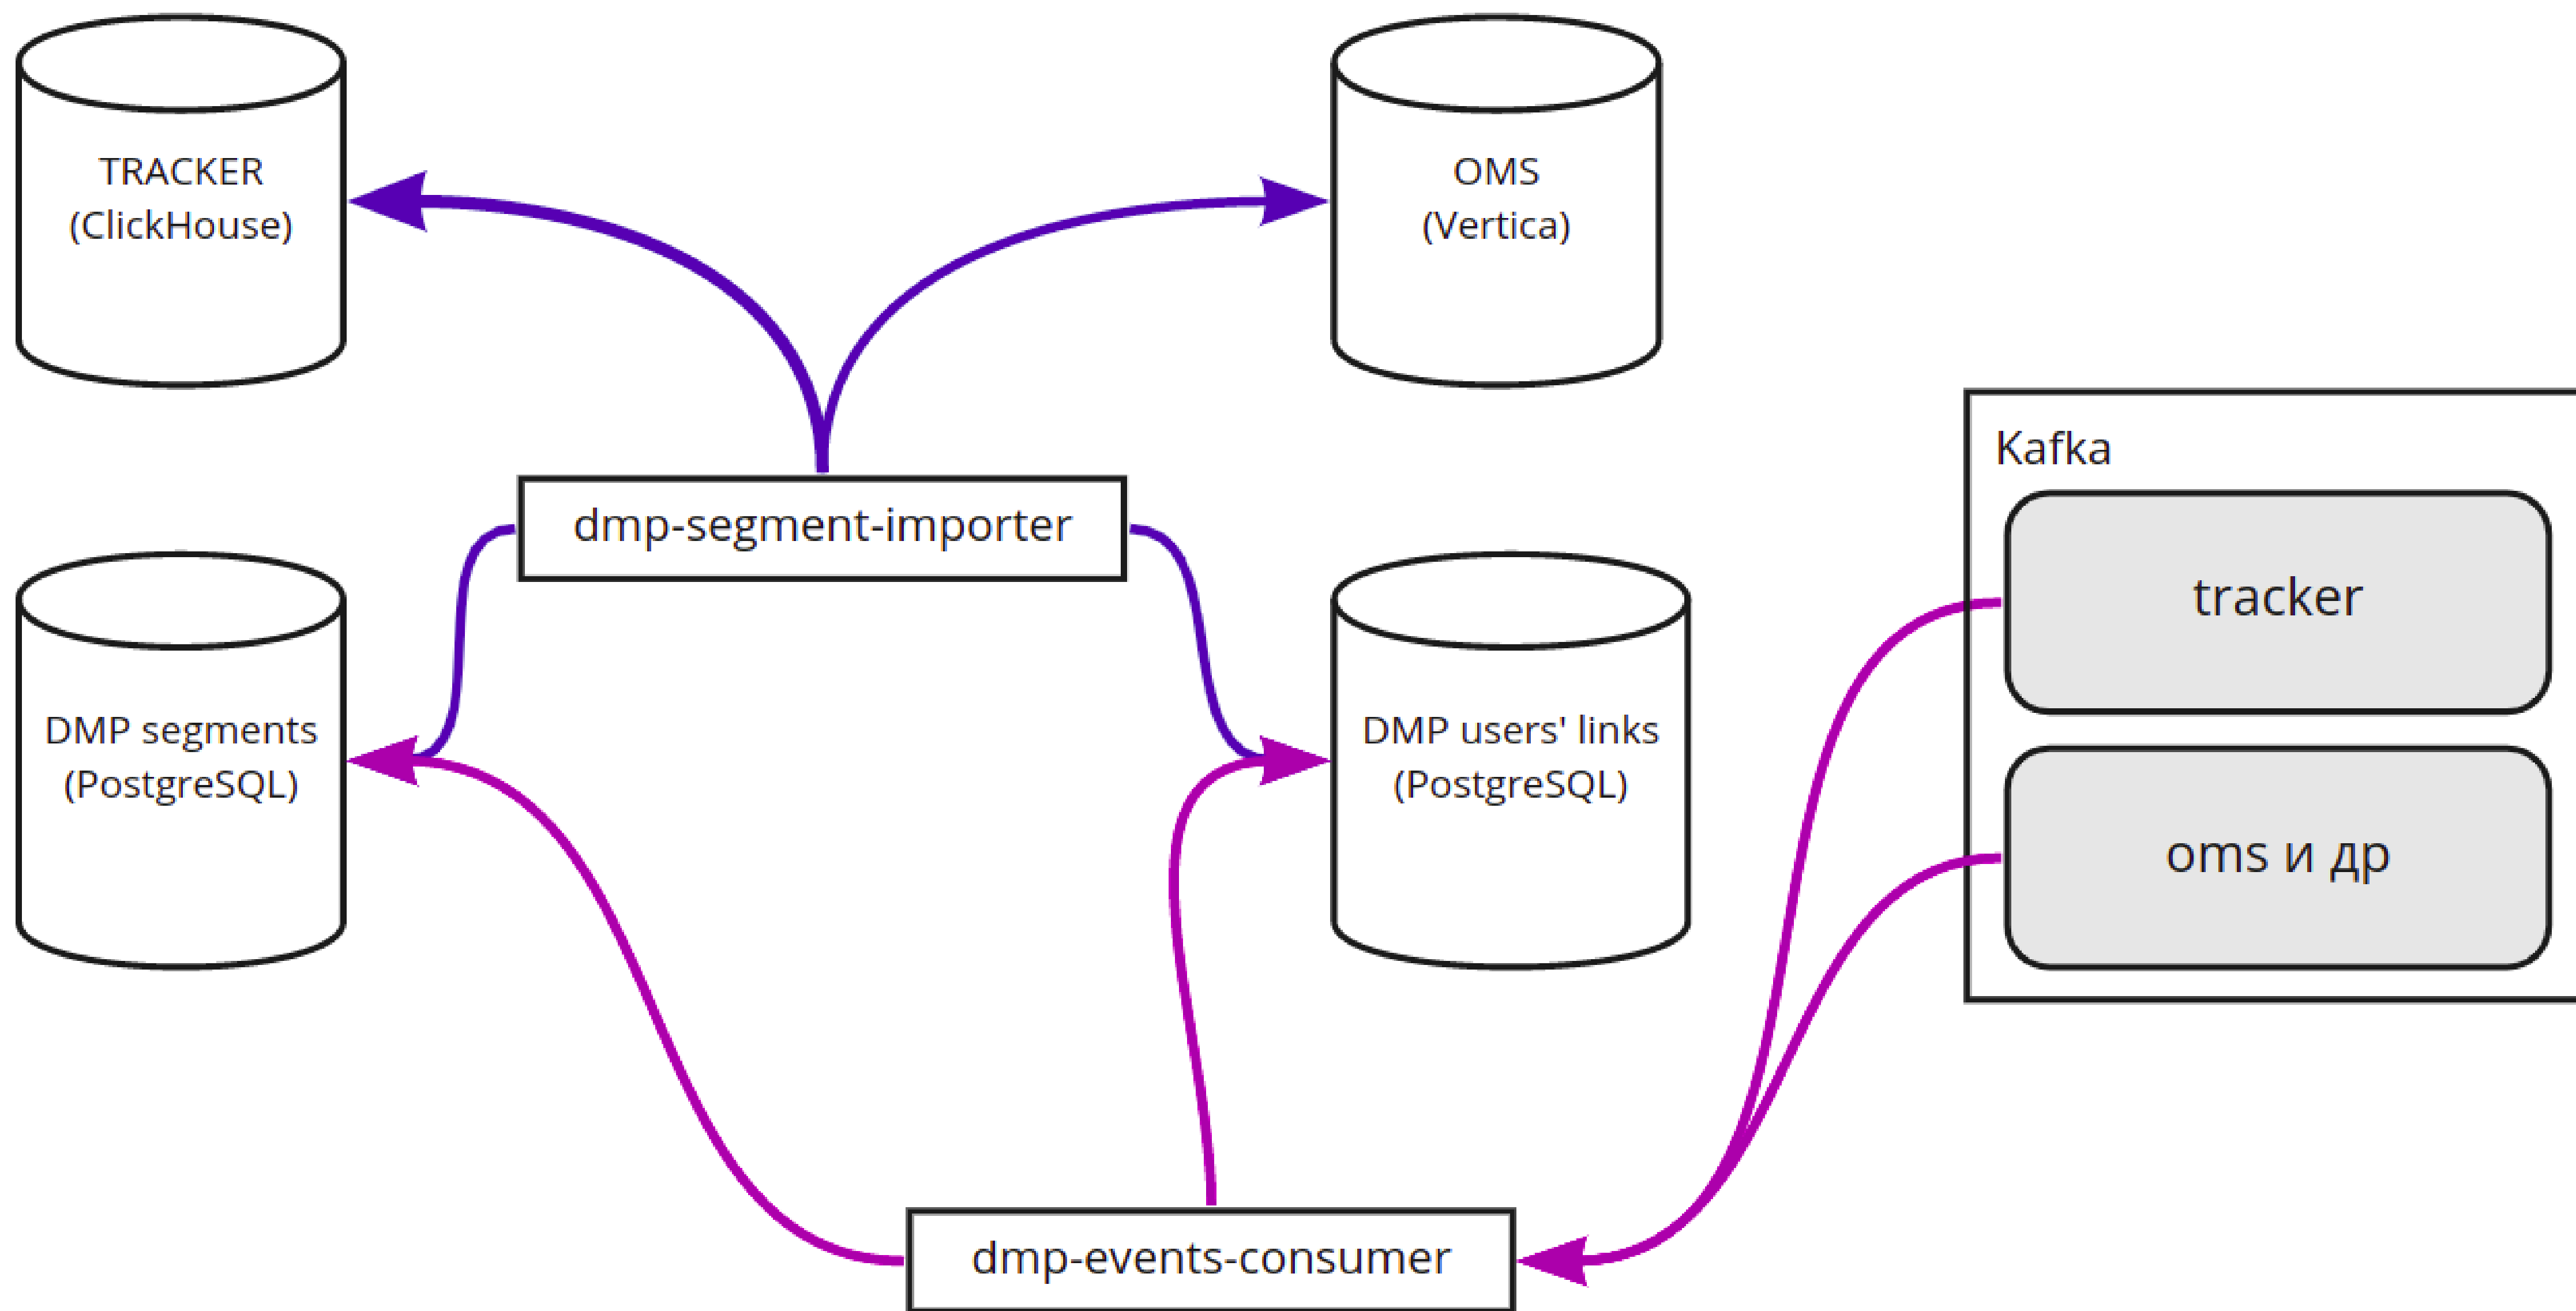 TRACKER
(ClickHouse)
OMS
(Vertica)
Kafka
dmp-segment-importer
tracker
DMP segments
(PostgreSQL)
DMP users' links
(PostgreSQL)
oms и др
dmp-events-consumer